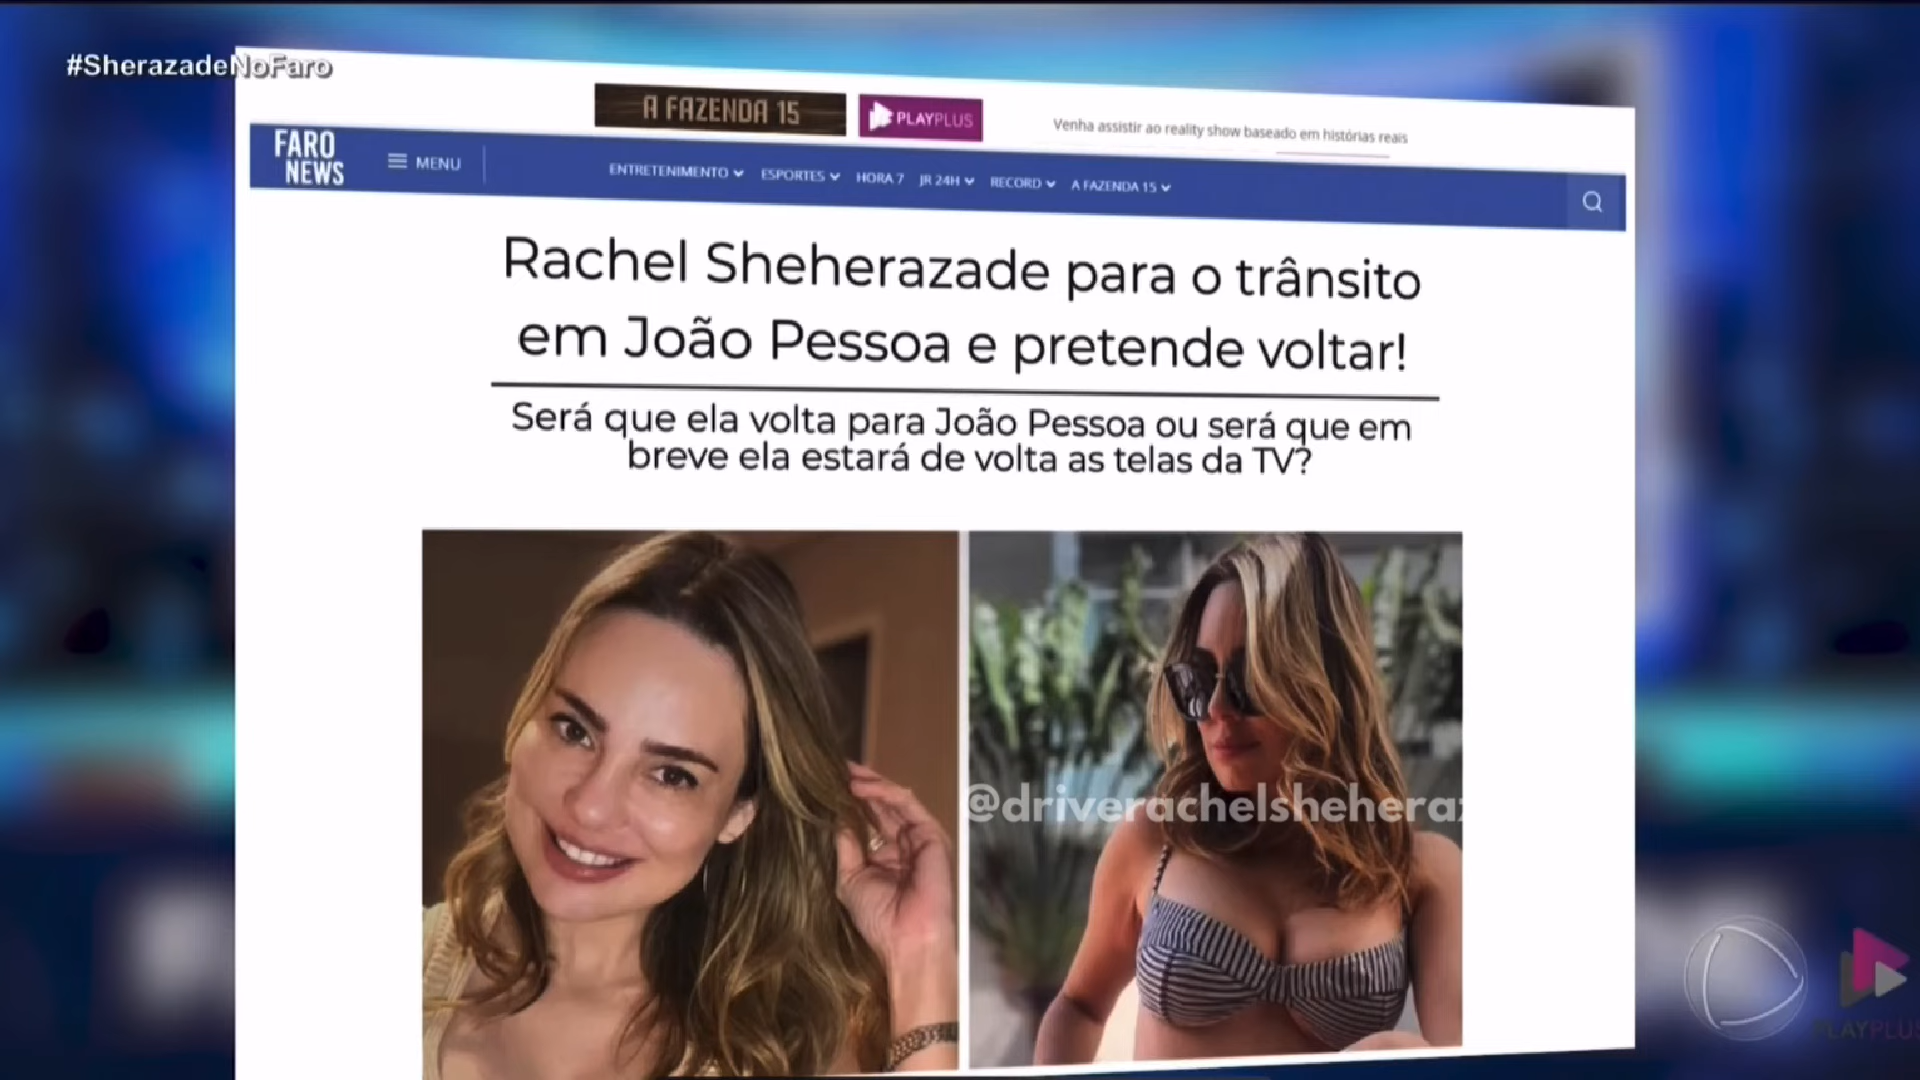 #SherazadeNoFaro
A FAZENDA 15
PLAYPLUS
Venha assistir ao reality show baseado em histórias reais
FARO
NEWS
MENU
ENTRETENIMENTO
ESPORTES
HORA 7
JR 24H
RECORD
A FAZENDA 15
Rachel Sheherazade para o trânsito
em João Pessoa e pretende voltar!
Será que ela volta para João Pessoa ou será que em
breve ela estará de volta as telas da TV?
@driverachelsheheraz
PLAYPLUS